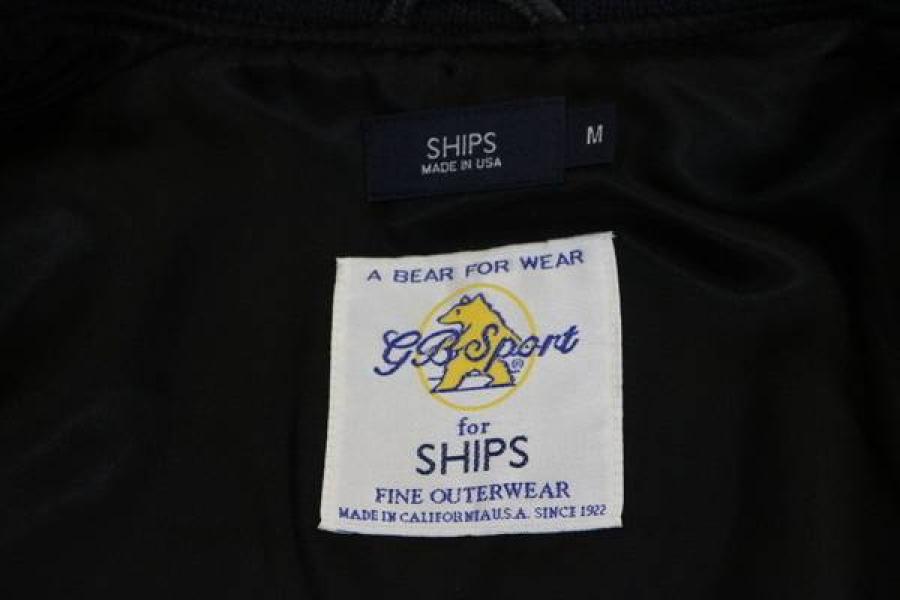 SHIPS
MADE IN USA
M
A BEAR FOR WEAR
GB Sport®
for
SHIPS
FINE OUTERWEAR
MADE IN CALIFORNIA U.S.A. SINCE 1922